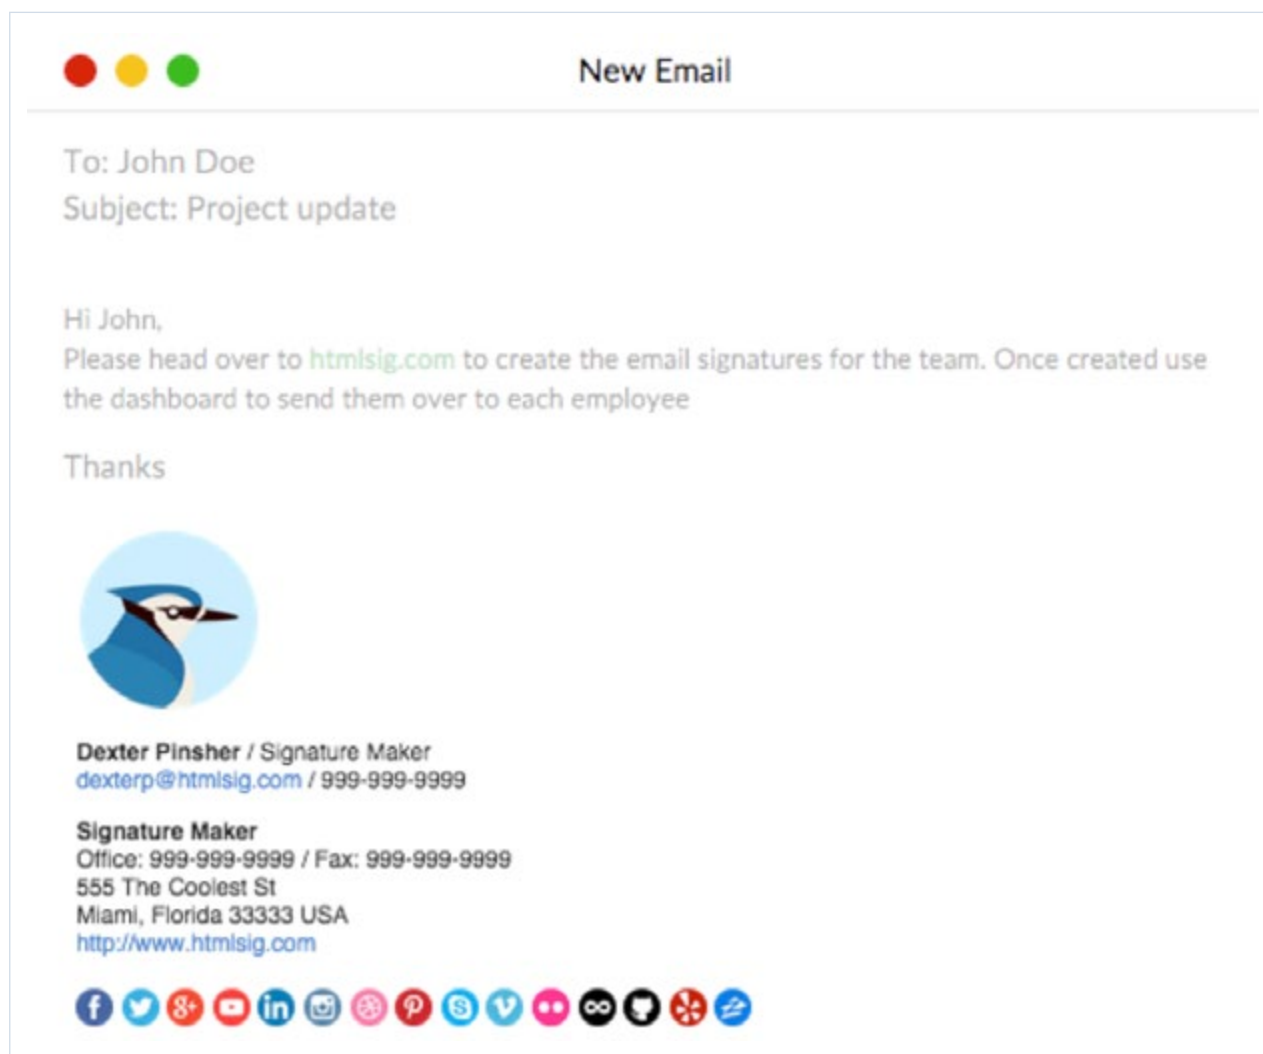 New Email
To: John Doe
Subject: Project update
Hi John,
Please head over to htmlsig.com to create the email signatures for the team. Once created use
the dashboard to send them over to each employee
Thanks
Dexter Pinsher / Signature Maker
dexterp@htmlsig.com / 999-999-9999
Signature Maker
Office: 999-999-9999 / Fax: 999-999-9999
555 The Coolest St
Miami, Florida 33333 USA
http://www.htmlsig.com